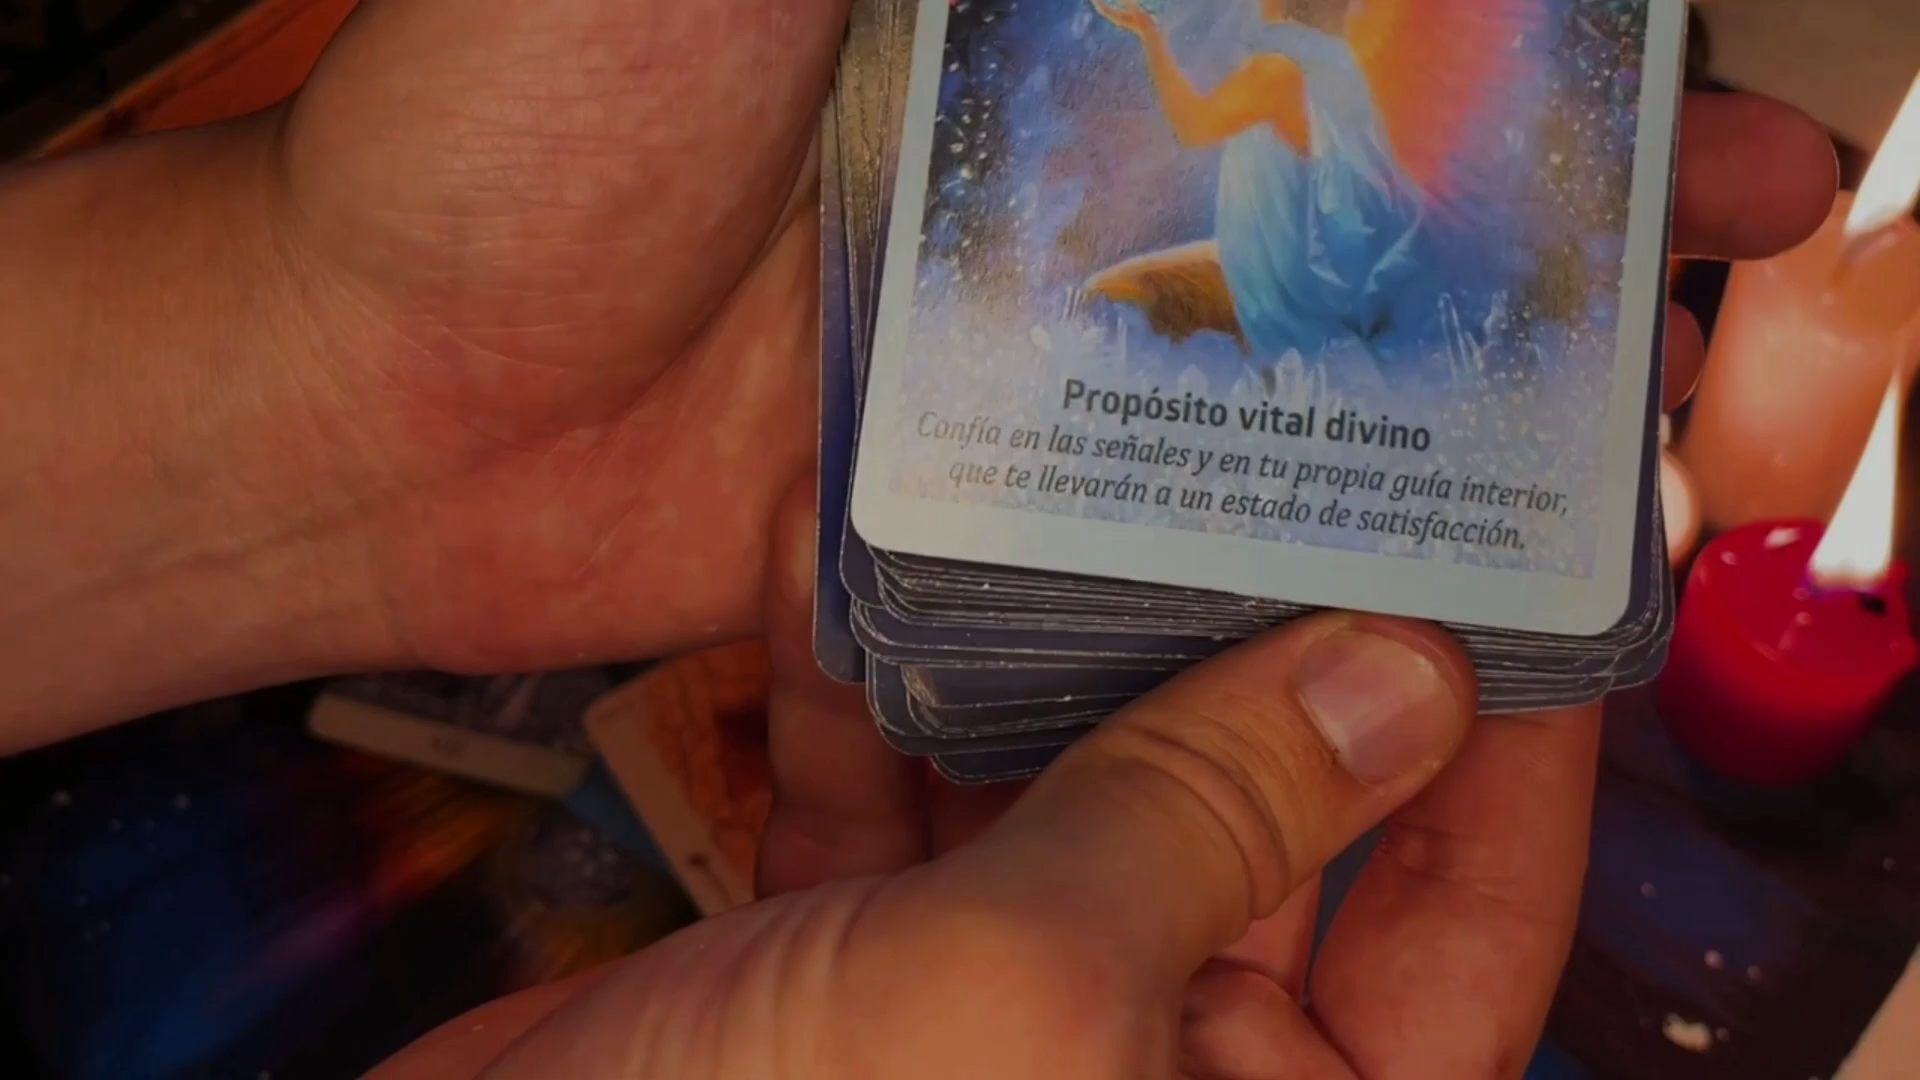 Propósito vital divino
Confía en las señales y en tu propia guía interior,
que te llevarán a un estado de satisfacción.